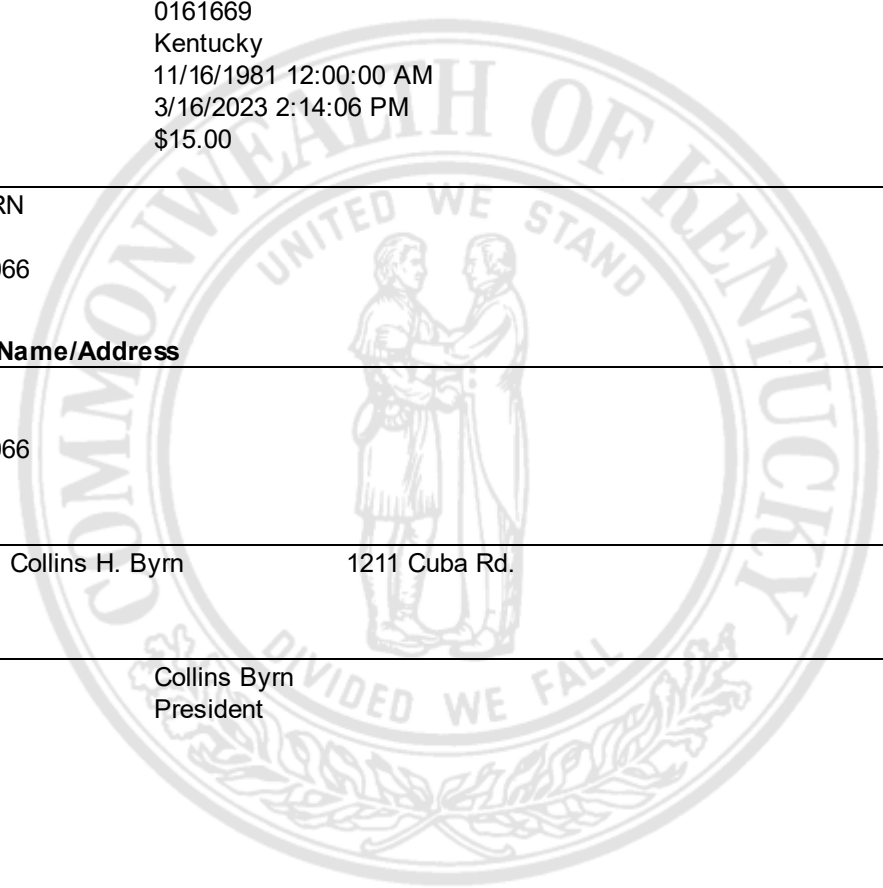 0161669
Kentucky
11/16/1981 12:00:00 AM
3/16/2023 2:14:06 PM
$15.00
RN
066
Name/Address
066
Collins H. Byrn 1211 Cuba Rd.
Collins Byrn
President
COMMONWEALTH OF KENTUCKY
UNITED WE STAND
DIVIDED WE FALL